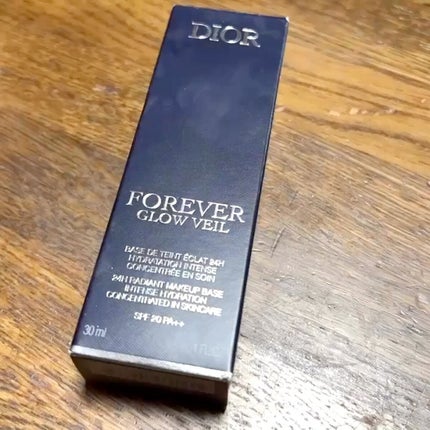 DIOR
FOREVER
GLOW VEIL
BASE DE TEINT ÉCLAT 24H
HYDRATATION INTENSE
CONCENTRÉE EN SOIN
24H RADIANT MAKEUP BASE
INTENSE HYDRATION
CONCENTRATED IN SKINCARE
SPF 20 PA++
30 ml